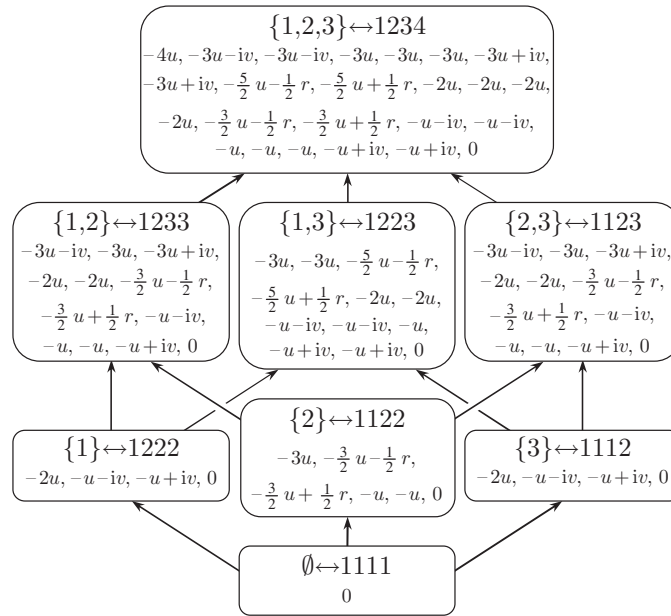 {1,2,3}↔1234
−4u, −3u−iv, −3u−iv, −3u, −3u, −3u, −3u+iv,
−3u+iv, −5/2 u−1/2 r, −5/2 u+1/2 r, −2u, −2u, −2u,
−2u, −3/2 u−1/2 r, −3/2 u+1/2 r, −u−iv, −u−iv,
−u, −u, −u, −u+iv, −u+iv, 0
{1,2}↔1233
−3u−iv, −3u, −3u+iv,
−2u, −2u, −3/2 u−1/2 r,
−3/2 u+1/2 r, −u−iv,
−u, −u, −u+iv, 0
{1,3}↔1223
−3u, −3u, −5/2 u−1/2 r,
−5/2 u+1/2 r, −2u, −2u,
−u−iv, −u−iv, −u,
−u+iv, −u+iv, 0
{2,3}↔1123
−3u−iv, −3u, −3u+iv,
−2u, −2u, −3/2 u−1/2 r,
−3/2 u+1/2 r, −u−iv,
−u, −u, −u+iv, 0
{1}↔1222
−2u, −u−iv, −u+iv, 0
{2}↔1122
−3u, −3/2 u−1/2 r,
−3/2 u+1/2 r, −u, −u, 0
{3}↔1112
−2u, −u−iv, −u+iv, 0
∅↔1111
0